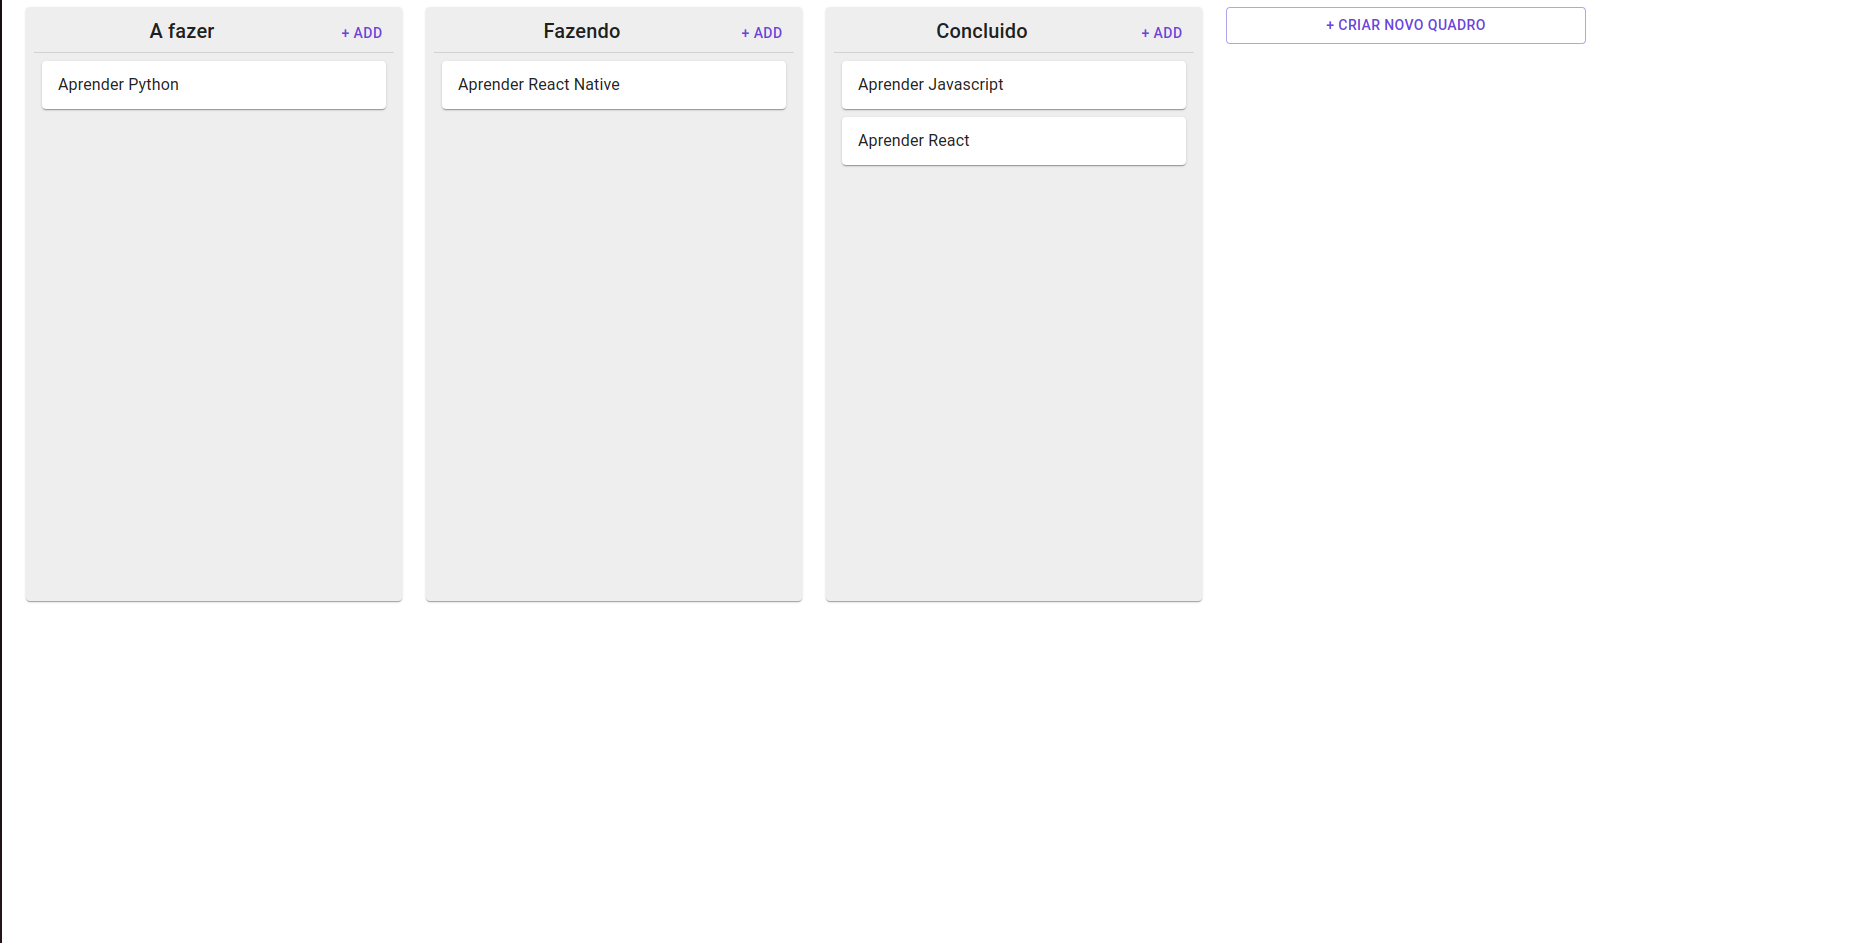 A fazer
+ ADD
Aprender Python
Fazendo
+ ADD
Aprender React Native
Concluido
+ ADD
Aprender Javascript
Aprender React
+ CRIAR NOVO QUADRO